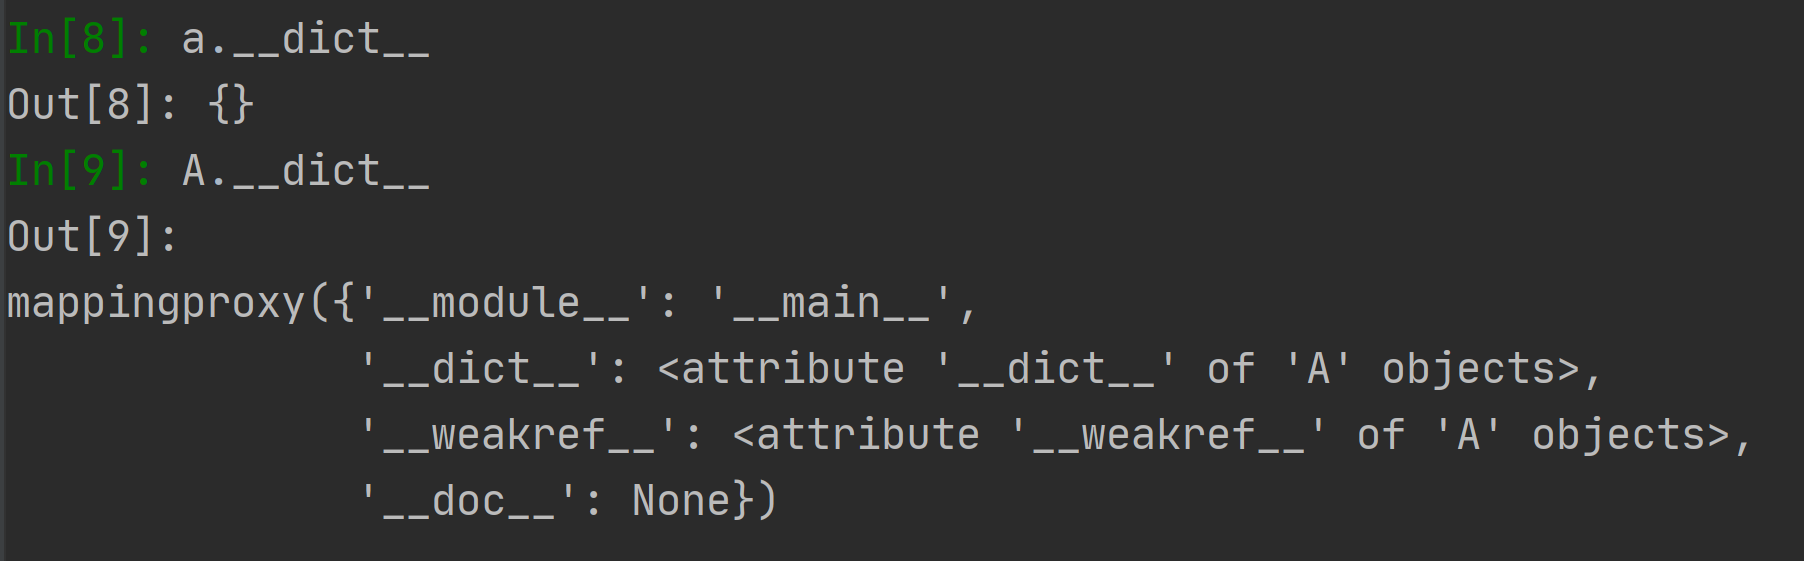 In[8]: a.__dict__
Out[8]: {}
In[9]: A.__dict__
Out[9]:
mappingproxy({'__module__': '__main__',
              '__dict__': <attribute '__dict__' of 'A' objects>,
              '__weakref__': <attribute '__weakref__' of 'A' objects>,
              '__doc__': None})